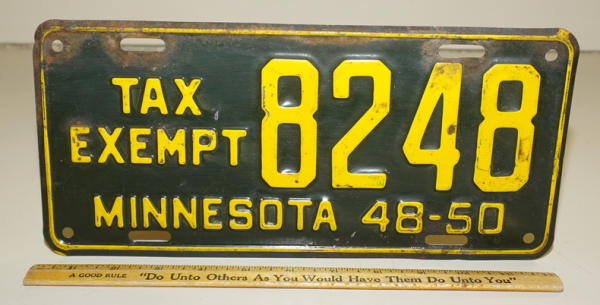 TAX
EXEMPT
8248
MINNESOTA 48-50
A GOOD RULE "Do Unto Others As You Would Have Them Do Unto You"